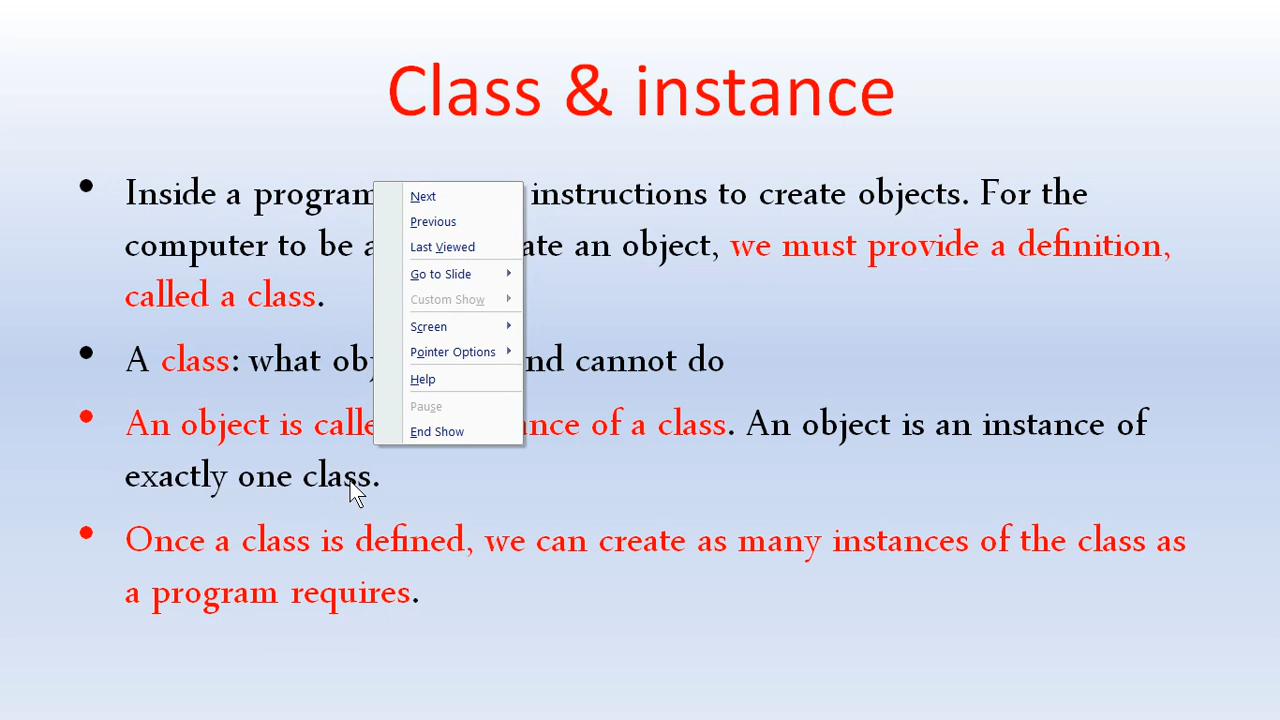 Class & instance
• Inside a program instructions to create objects. For the
computer to be a ate an object, we must provide a definition,
called a class.
• A class: what obj nd cannot do
• An object is calle nce of a class. An object is an instance of
exactly one class.
• Once a class is defined, we can create as many instances of the class as
a program requires.
Next
Previous
Last Viewed
Go to Slide
Custom Show
Screen
Pointer Options
Help
Pause
End Show